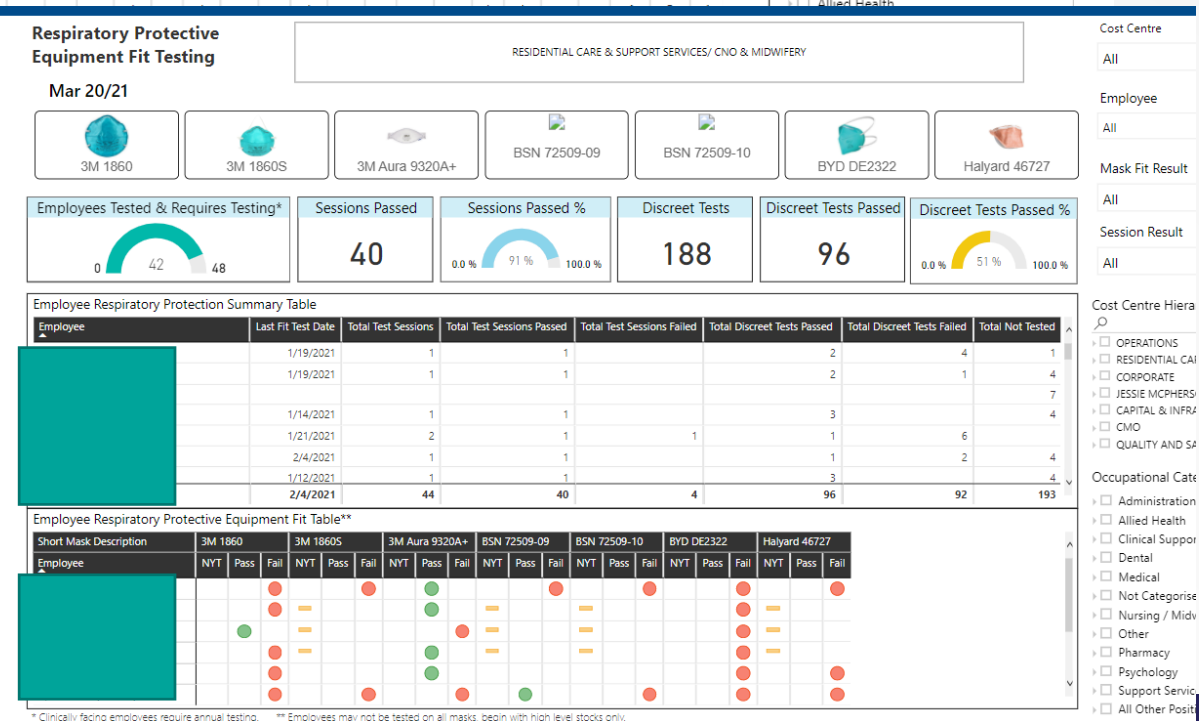 Allied Health
Respiratory Protective
Equipment Fit Testing
RESIDENTIAL CARE & SUPPORT SERVICES/ CNO & MIDWIFERY
Mar 20/21
3M 1860
3M 1860S
3M Aura 9320A+
BSN 72509-09
BSN 72509-10
BYD DE2322
Halyard 46727
Employees Tested & Requires Testing*
0 42 48
Sessions Passed
40
Sessions Passed %
0.0 % 91 % 100.0 %
Discreet Tests
188
Discreet Tests Passed
96
Discreet Tests Passed %
0.0 % 51 % 100.0 %
Employee Respiratory Protection Summary Table
Employee Last Fit Test Date Total Test Sessions Total Test Sessions Passed Total Test Sessions Failed Total Discreet Tests Passed Total Discreet Tests Failed Total Not Tested
1/19/2021 1 1 2 4 1
1/19/2021 1 1 2 1 4
7
1/14/2021 1 1 3 4
1/21/2021 2 1 1 1 6
2/4/2021 1 1 1 2 4
1/12/2021 1 1 3 4
2/4/2021 44 40 4 96 92 193
Employee Respiratory Protective Equipment Fit Table**
Short Mask Description 3M 1860 3M 1860S 3M Aura 9320A+ BSN 72509-09 BSN 72509-10 BYD DE2322 Halyard 46727
Employee NYT Pass Fail NYT Pass Fail NYT Pass Fail NYT Pass Fail NYT Pass Fail NYT Pass Fail NYT Pass Fail
* Clinically facing employees require annual testing. ** Employees may not be tested on all masks, begin with high level stocks only.
Cost Centre
All
Employee
All
Mask Fit Result
All
Session Result
All
Cost Centre Hiera
OPERATIONS
RESIDENTIAL CAR
CORPORATE
JESSIE MCPHERS
CAPITAL & INFRA
CMO
QUALITY AND SA
Occupational Cate
Administration
Allied Health
Clinical Suppor
Dental
Medical
Not Categorise
Nursing / Midw
Other
Pharmacy
Psychology
Support Servic
All Other Posit